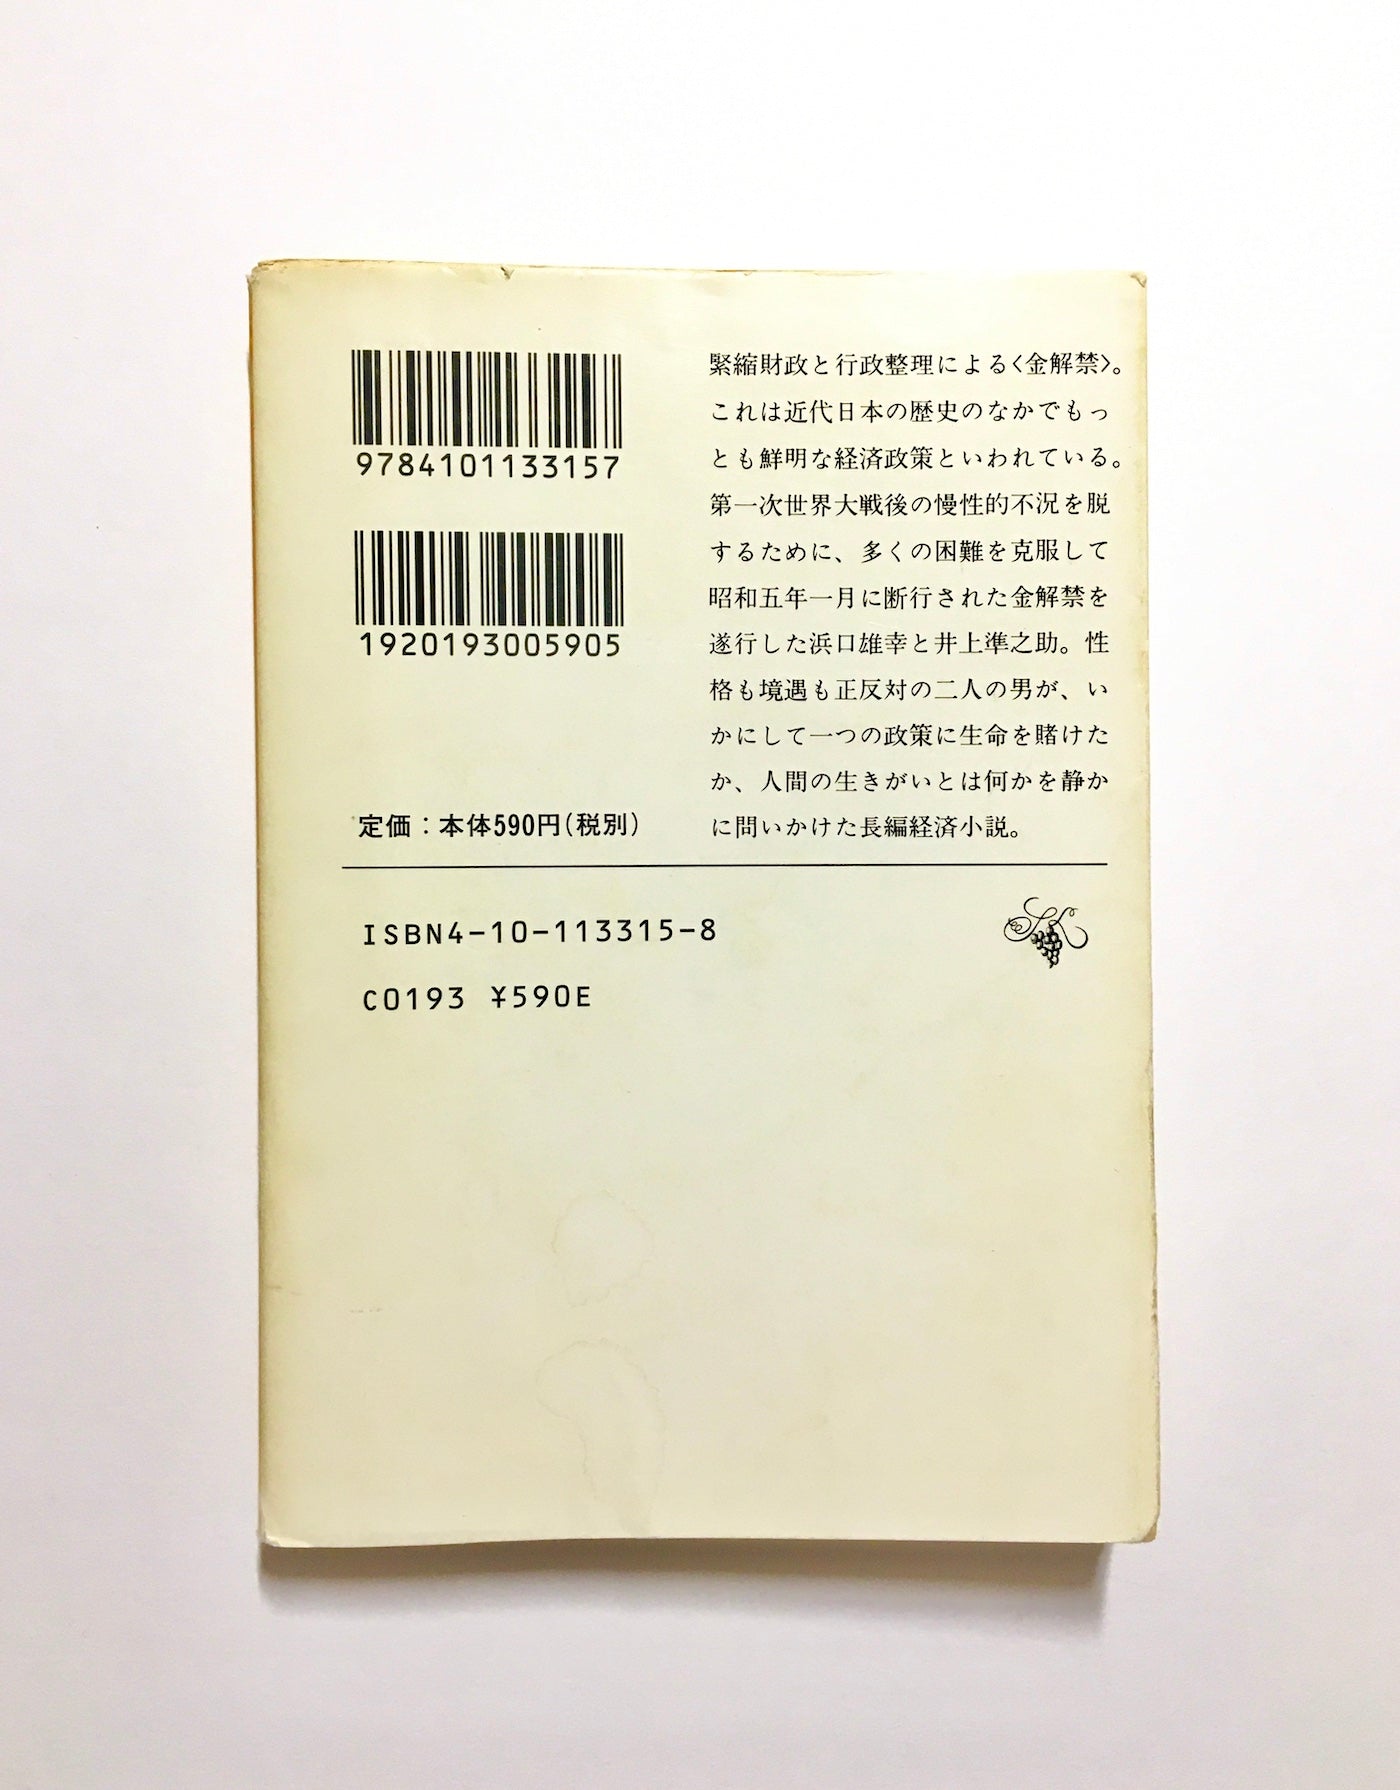 9784101133157
1920193005905
定価：本体590円(税別)
緊縮財政と行政整理による〈金解禁〉。
これは近代日本の歴史のなかでもっ
とも鮮明な経済政策といわれている。
第一次世界大戦後の慢性的不況を脱
するために、多くの困難を克服して
昭和五年一月に断行された金解禁を
遂行した浜口雄幸と井上準之助。性
格も境遇も正反対の二人の男が、い
かにして一つの政策に生命を賭けた
か、人間の生きがいとは何かを静か
に問いかけた長編経済小説。
ISBN4-10-113315-8
C0193 ¥590E
SK